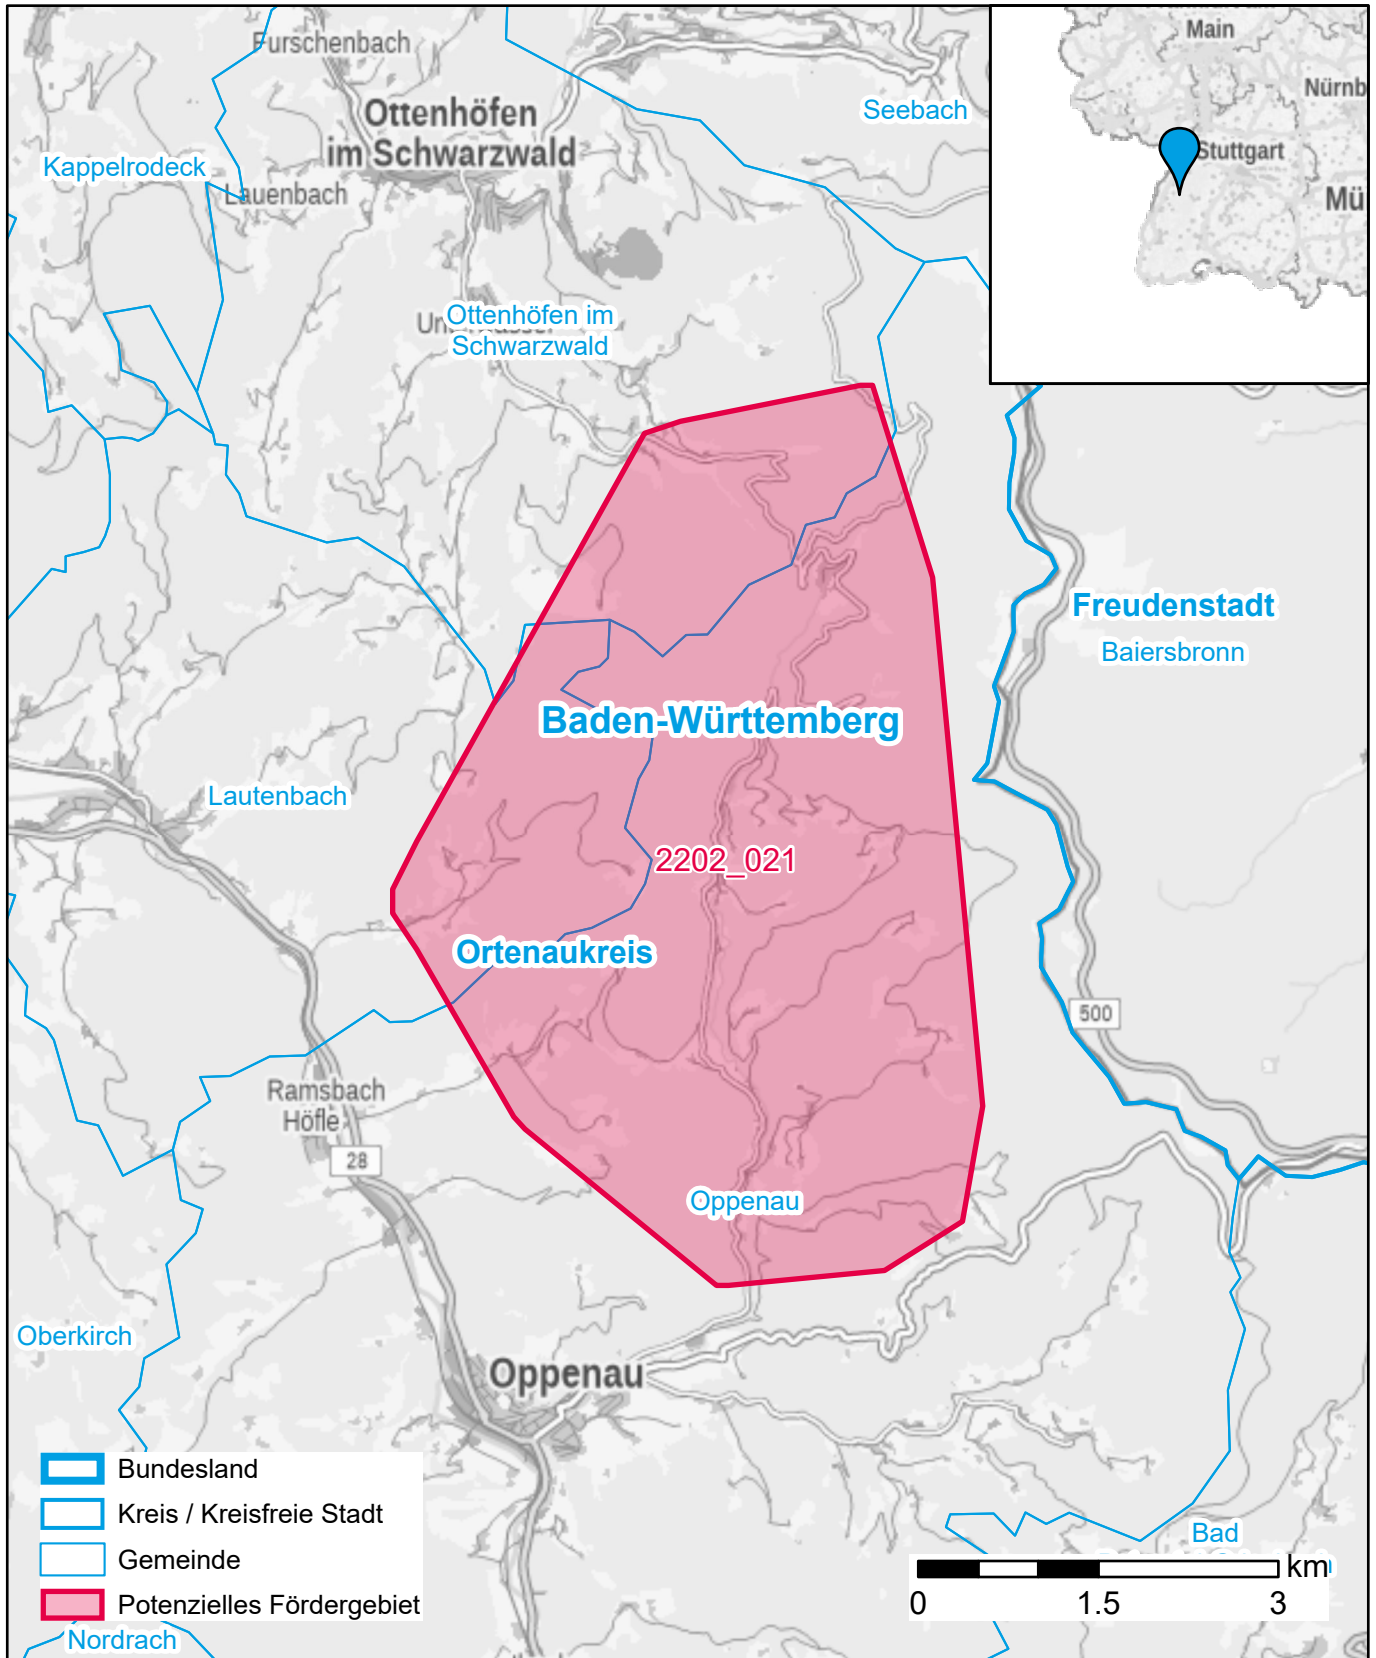 Furschenbach
Ottenhöfen
im Schwarzwald
Kappelrodeck
Lauenbach
Seebach
Main
Nürnb
Stuttgart
Mü
Ottenhöfen im
Schwarzwald
Freudenstadt
Baiersbronn
Baden-Württemberg
Lautenbach
2202_021
Ortenaukreis
500
Ramsbach
Höfle
28
Oppenau
Oberkirch
Oppenau
Bundesland
Kreis / Kreisfreie Stadt
Gemeinde
Potenzielles Fördergebiet
Nordrach
Bad
km
0 1.5 3